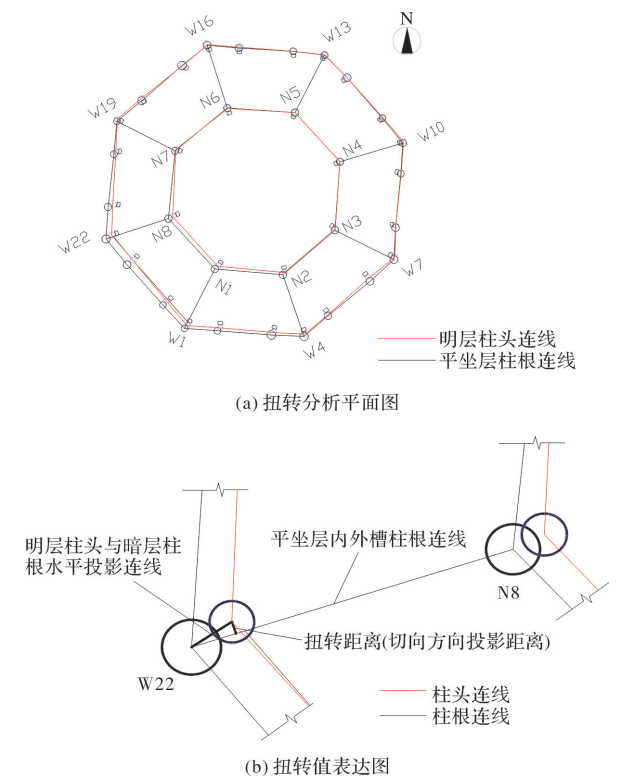 N
W16
W13
W19
W10
N6
N5
N7
N4
N8
N3
W22
N1
N2
W7
W1
W4
明层柱头连线
平坐层柱根连线
(a) 扭转分析平面图
明层柱头与暗层柱
根水平投影连线
平坐层内外槽柱根连线
N8
扭转距离(切向方向投影距离)
W22
柱头连线
柱根连线
(b) 扭转值表达图